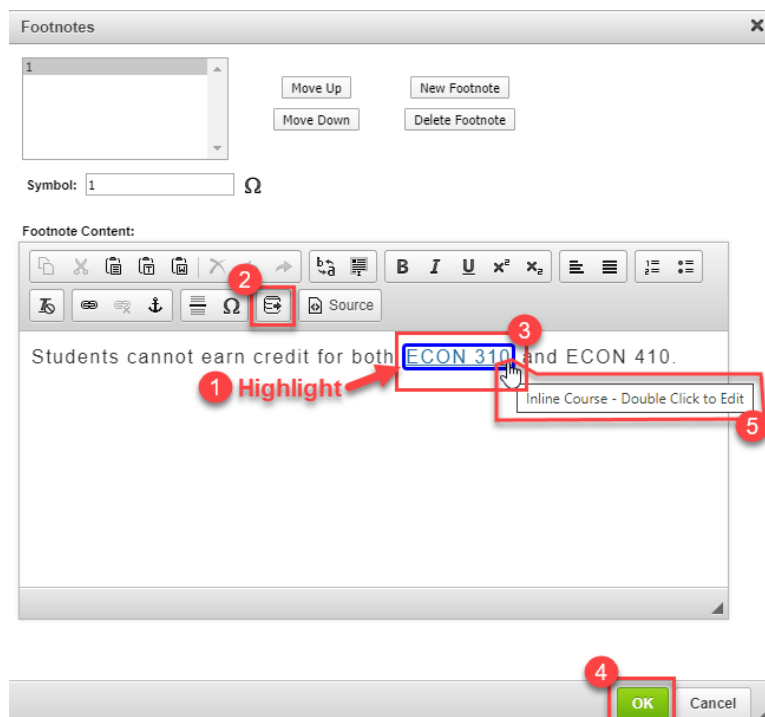 Footnotes
1
Move Up
New Footnote
Move Down
Delete Footnote
Symbol: 1 Ω
Footnote Content:
B I U x² x₂
2
Ω Source
3
Students cannot earn credit for both ECON 310 and ECON 410.
1 Highlight
Inline Course - Double Click to Edit
5
4
OK Cancel